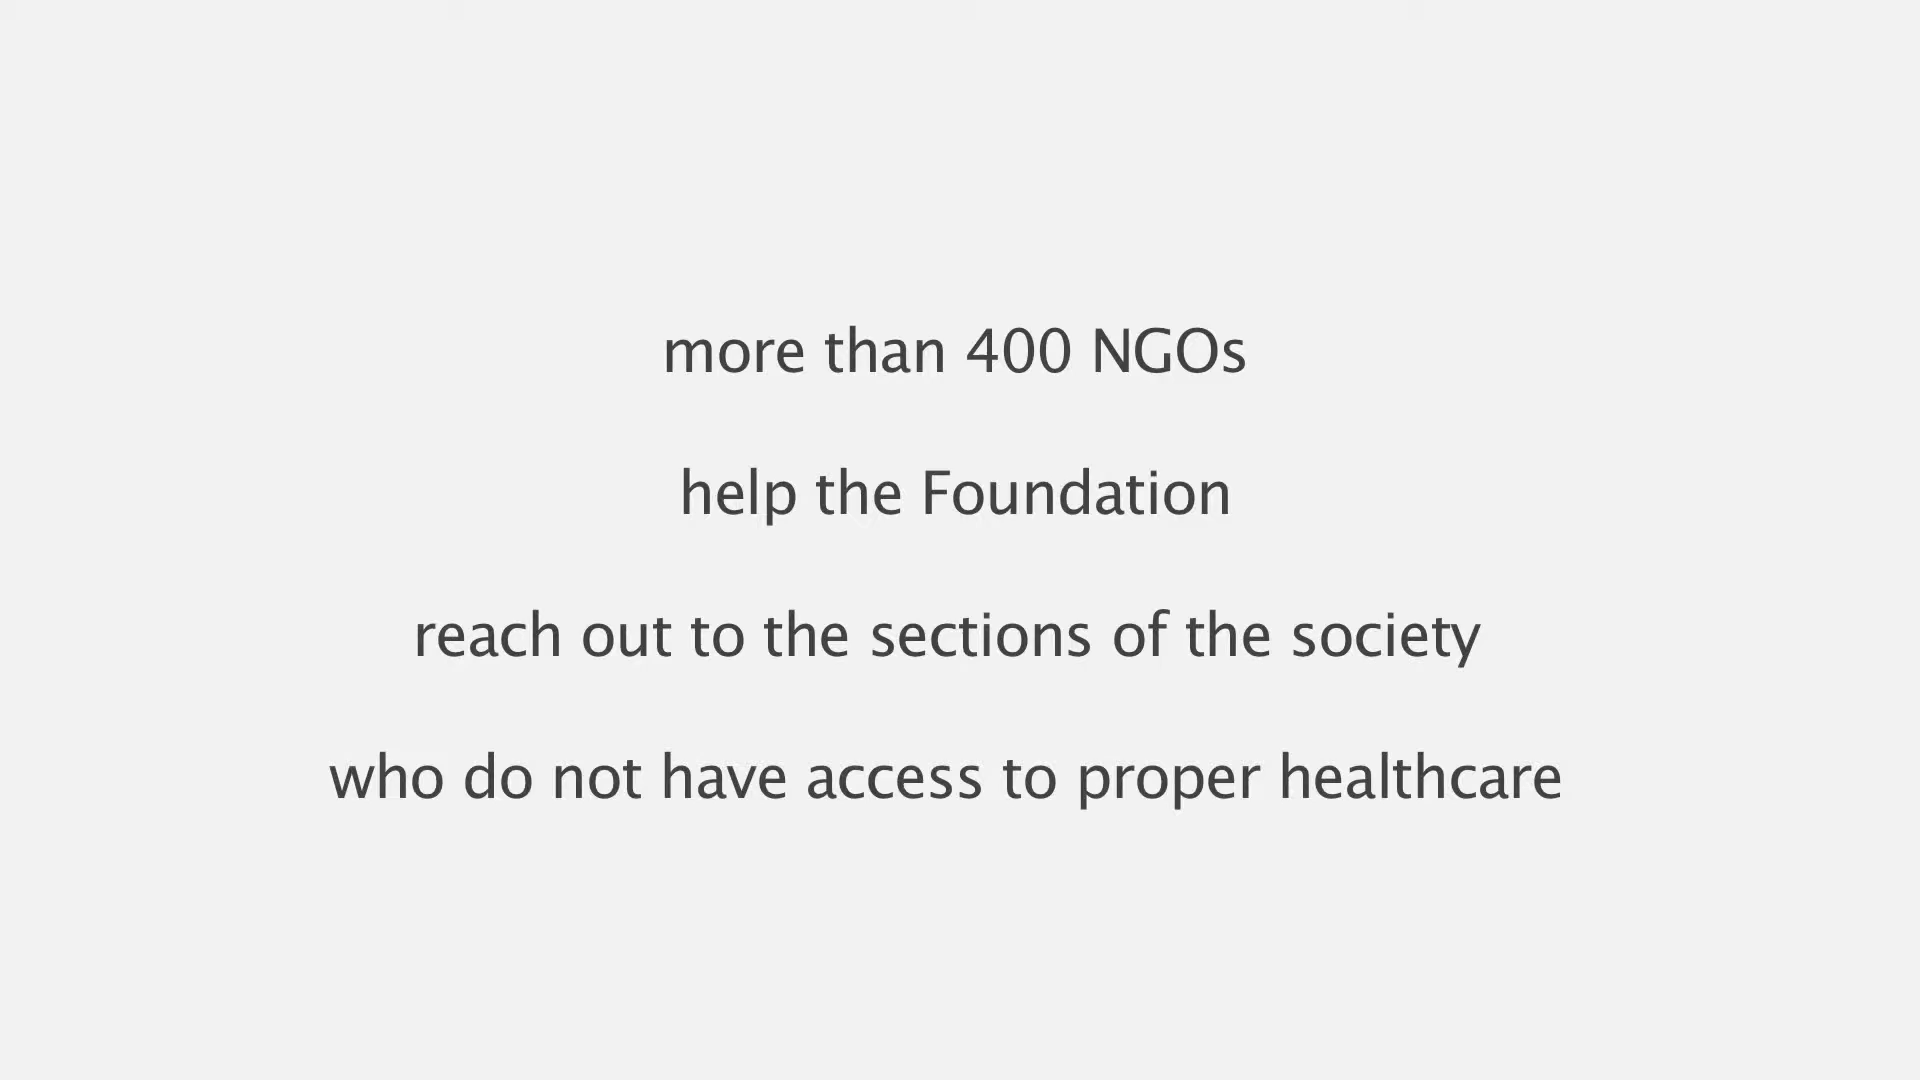 more than 400 NGOs
help the Foundation
reach out to the sections of the society
who do not have access to proper healthcare